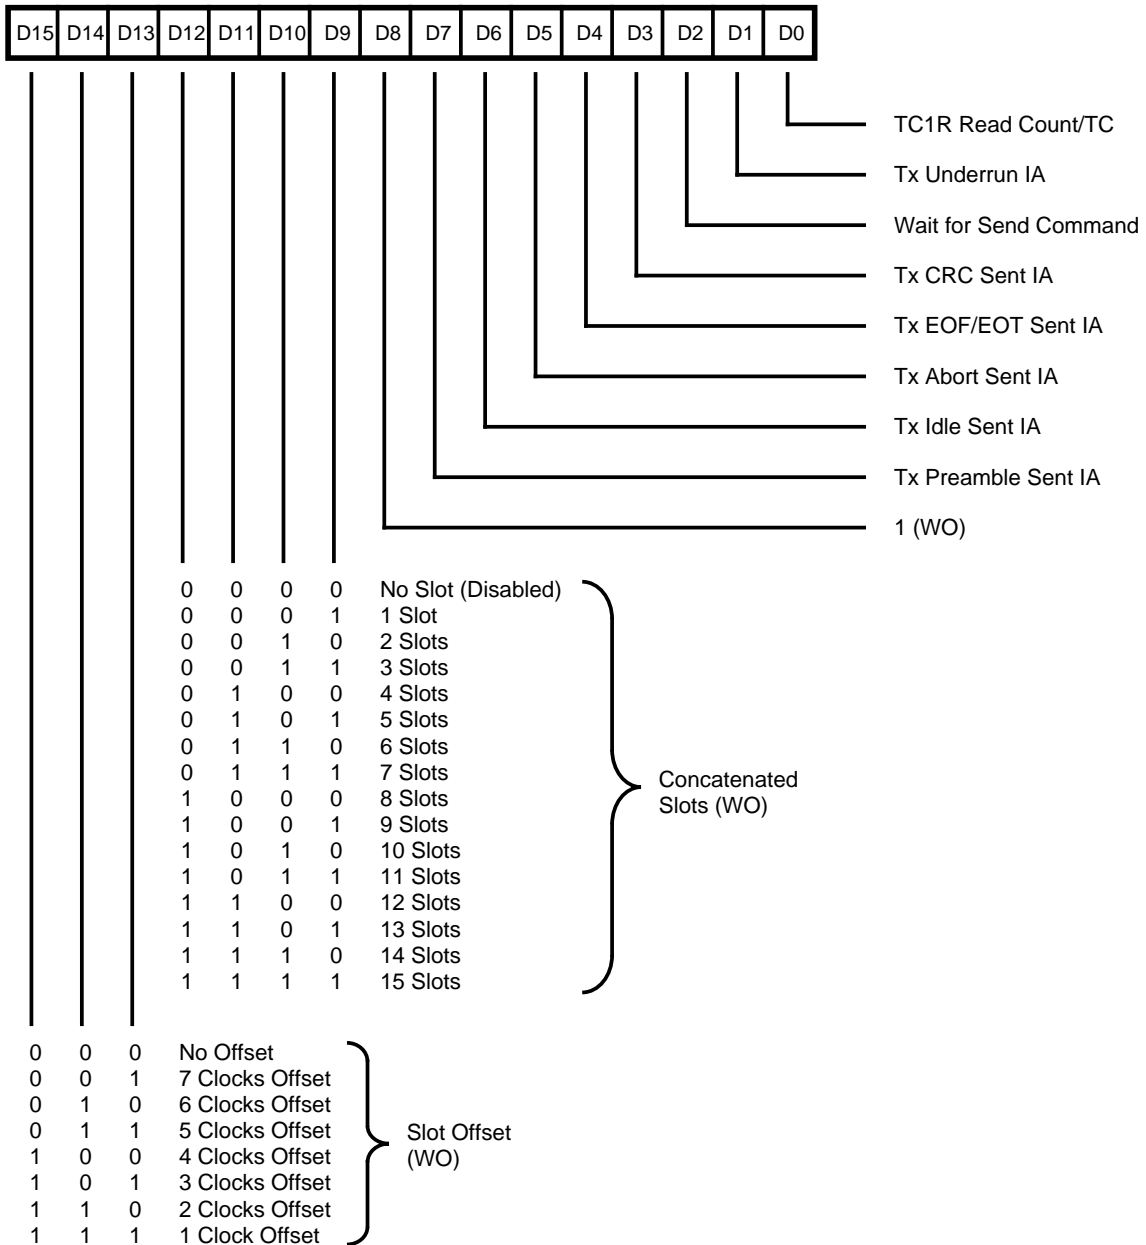 D15 D14 D13 D12 D11 D10 D9 D8 D7 D6 D5 D4 D3 D2 D1 D0
TC1R Read Count/TC
Tx Underrun IA
Wait for Send Command
Tx CRC Sent IA
Tx EOF/EOT Sent IA
Tx Abort Sent IA
Tx Idle Sent IA
Tx Preamble Sent IA
1 (WO)
0 0 0 0 No Slot (Disabled)
0 0 0 1 1 Slot
0 0 1 0 2 Slots
0 0 1 1 3 Slots
0 1 0 0 4 Slots
0 1 0 1 5 Slots
0 1 1 0 6 Slots
0 1 1 1 7 Slots
1 0 0 0 8 Slots
1 0 0 1 9 Slots
1 0 1 0 10 Slots
1 0 1 1 11 Slots
1 1 0 0 12 Slots
1 1 0 1 13 Slots
1 1 1 0 14 Slots
1 1 1 1 15 Slots
Concatenated
Slots (WO)
0 0 0 No Offset
0 0 1 7 Clocks Offset
0 1 0 6 Clocks Offset
0 1 1 5 Clocks Offset
1 0 0 4 Clocks Offset
1 0 1 3 Clocks Offset
1 1 0 2 Clocks Offset
1 1 1 1 Clock Offset
Slot Offset
(WO)